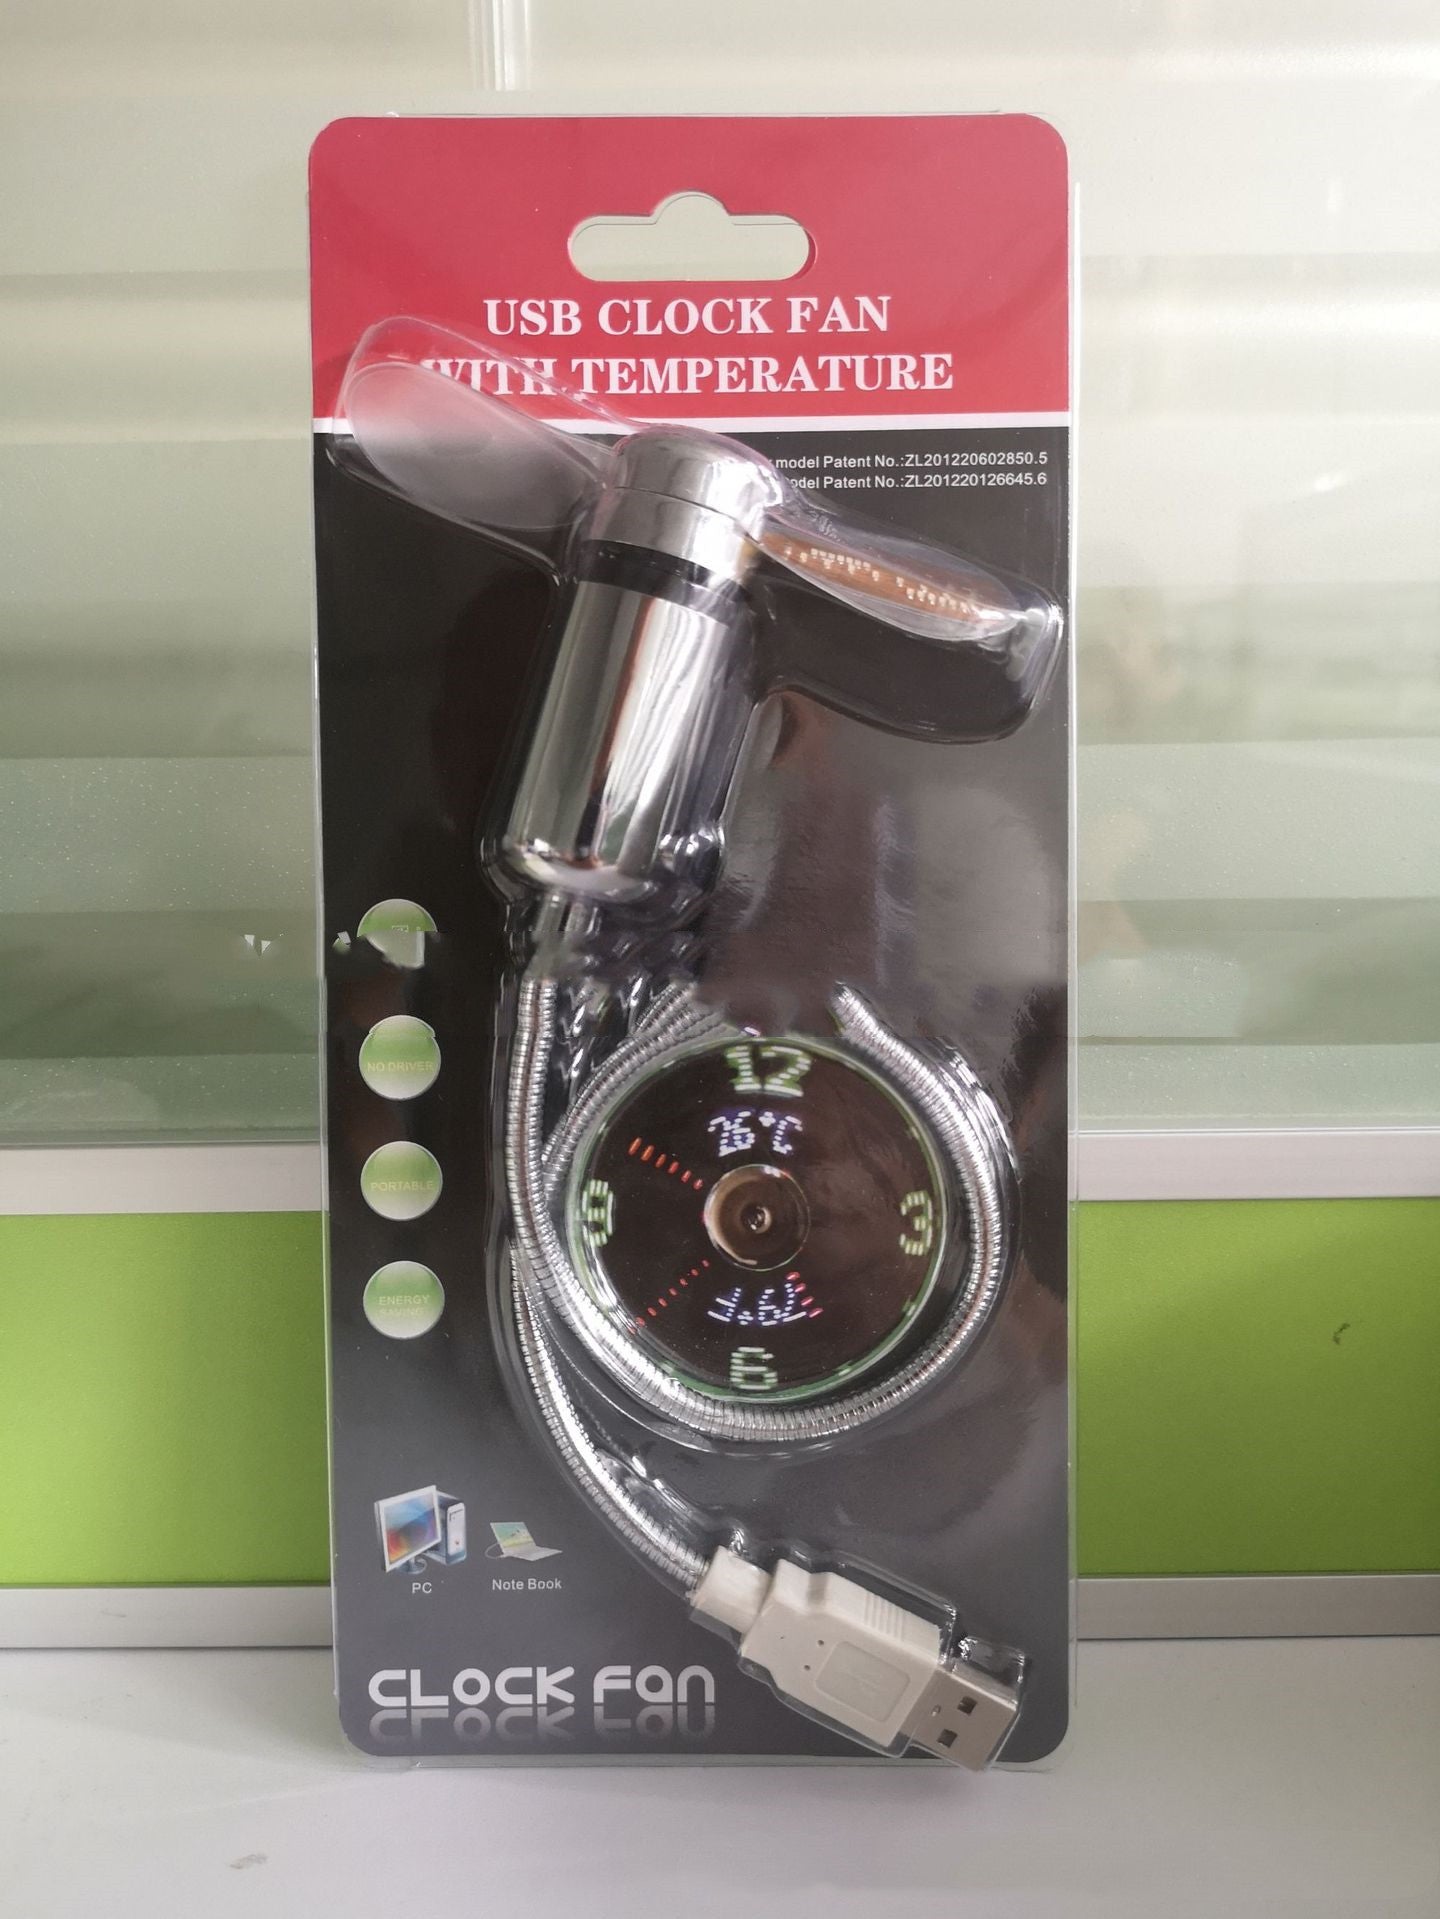 USB CLOCK FAN
WITH TEMPERATURE
model Patent No.:ZL201220602850.5
model Patent No.:ZL201220126645.6
NO DRIVER
PORTABLE
ENERGY
SAVING
12
26°C
9
3
79°F
6
PC
Note Book
CLOCK FAN